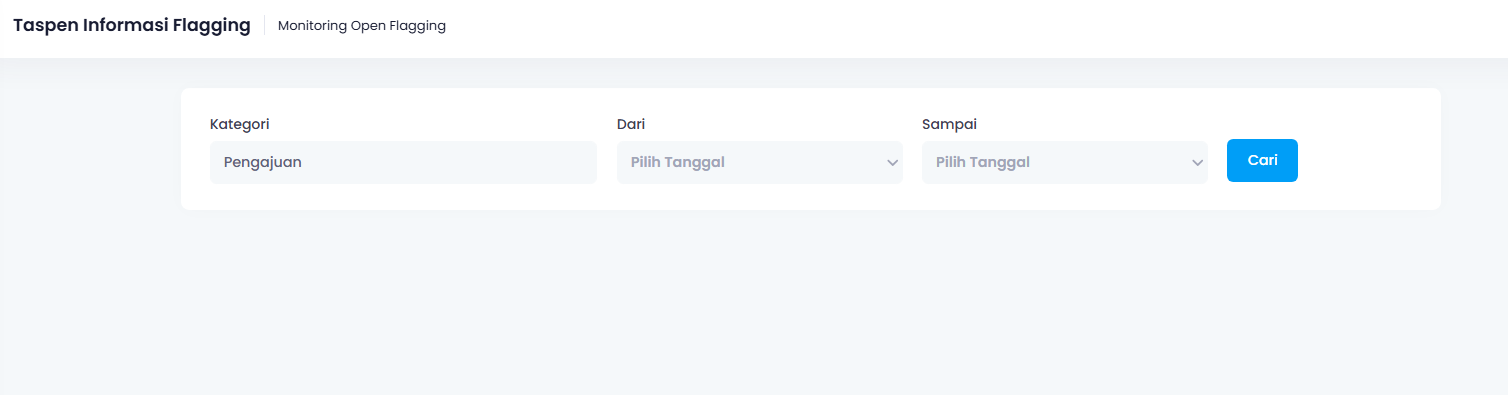 Taspen Informasi Flagging
Monitoring Open Flagging
Kategori
Dari
Sampai
Pengajuan
Pilih Tanggal
Pilih Tanggal
Cari